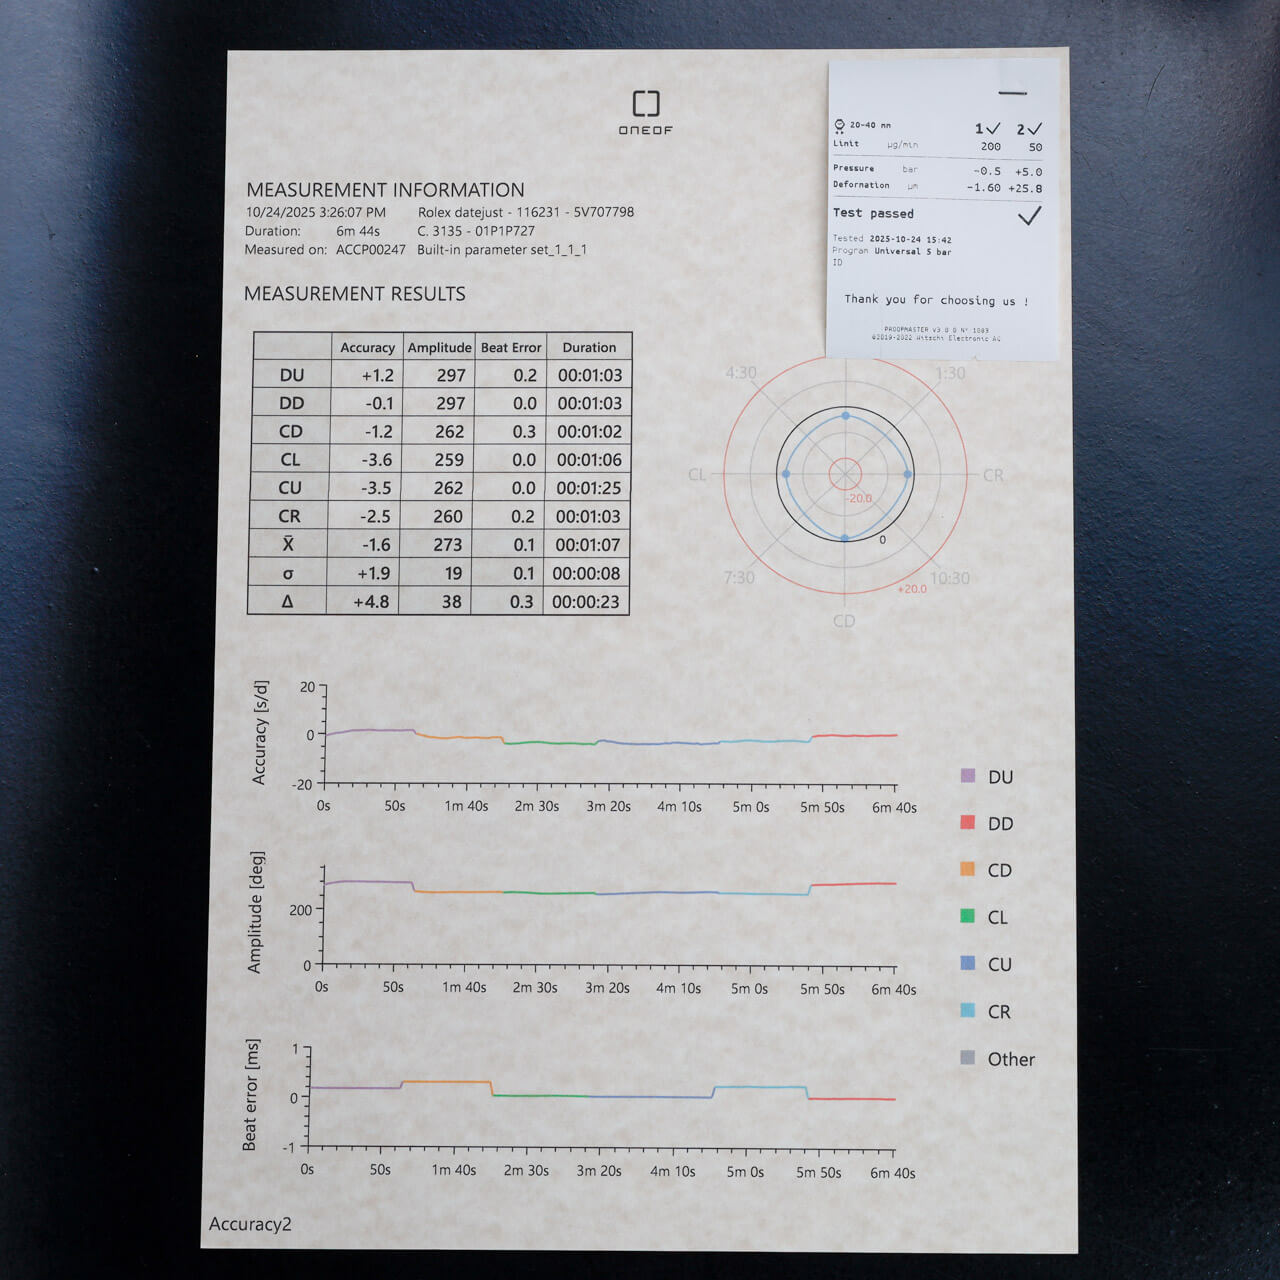 ONEOF
MEASUREMENT INFORMATION
10/24/2025 3:26:07 PM Rolex datejust - 116231 - 5V707798
Duration: 6m 44s C. 3135 - 01P1P727
Measured on: ACCP00247 Built-in parameter set_1_1_1
20-40 mm 1✓ 2✓
Limit µg/min 200 50
Pressure bar -0.5 +5.0
Deformation µm -1.60 +25.8
Test passed ✓
Tested 2025-10-24 15:42
Program Universal 5 bar
ID
Thank you for choosing us !
PROOFMASTER V3.0.0 N° 1003
©2019-2022 Witschi Electronic AG
MEASUREMENT RESULTS
Accuracy Amplitude Beat Error Duration
DU +1.2 297 0.2 00:01:03
DD -0.1 297 0.0 00:01:03
CD -1.2 262 0.3 00:01:02
CL -3.6 259 0.0 00:01:06
CU -3.5 262 0.0 00:01:25
CR -2.5 260 0.2 00:01:03
X̄ -1.6 273 0.1 00:01:07
σ +1.9 19 0.1 00:00:08
Δ +4.8 38 0.3 00:00:23
4:30 1:30
CL CR
-20.0
0
7:30 10:30
+20.0
CD
Accuracy [s/d]
20
0
-20
0s 50s 1m 40s 2m 30s 3m 20s 4m 10s 5m 0s 5m 50s 6m 40s
Amplitude [deg]
200
0
0s 50s 1m 40s 2m 30s 3m 20s 4m 10s 5m 0s 5m 50s 6m 40s
Beat error [ms]
1
0
-1
0s 50s 1m 40s 2m 30s 3m 20s 4m 10s 5m 0s 5m 50s 6m 40s
DU
DD
CD
CL
CU
CR
Other
Accuracy2